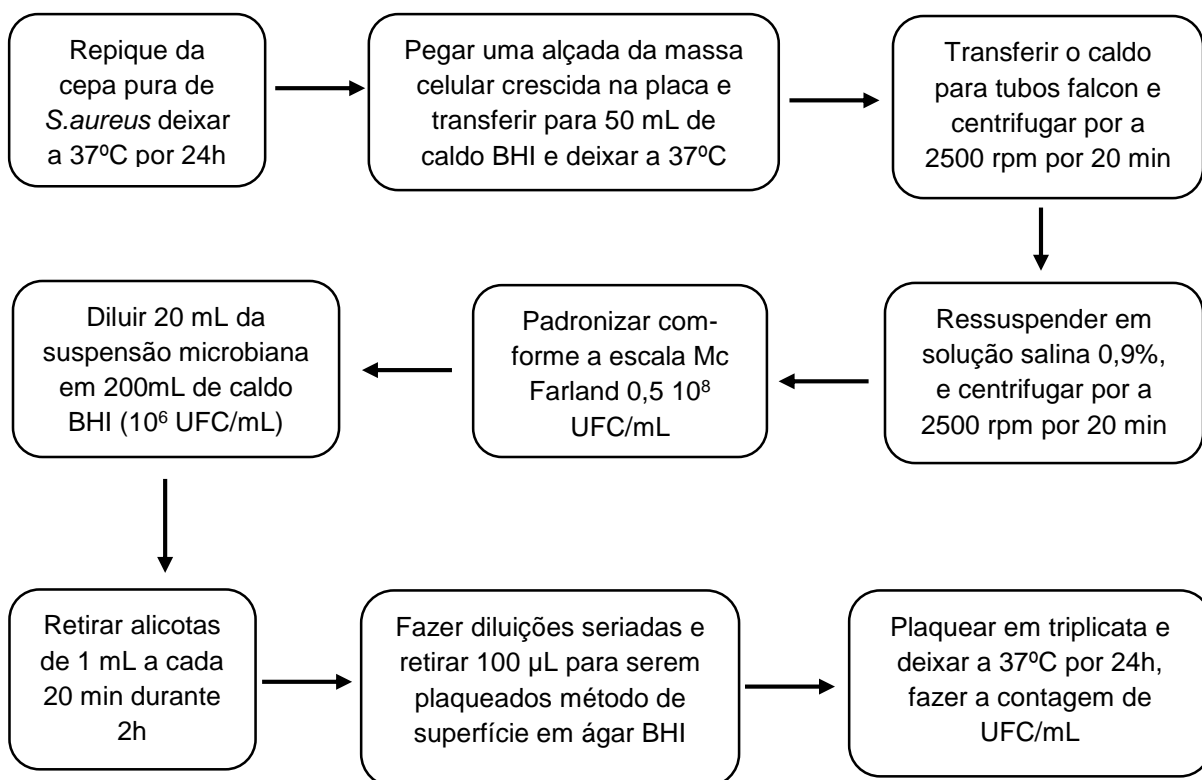 Repique da
cepa pura de
S.aureus deixar
a 37ºC por 24h
Pegar uma alçada da massa
celular crescida na placa e
transferir para 50 mL de
caldo BHI e deixar a 37ºC
Transferir o caldo
para tubos falcon e
centrifugar por a
2500 rpm por 20 min
Ressuspender em
solução salina 0,9%,
e centrifugar por a
2500 rpm por 20 min
Padronizar com-
forme a escala Mc
Farland 0,5 10⁸
UFC/mL
Diluir 20 mL da
suspensão microbiana
em 200mL de caldo
BHI (10⁶ UFC/mL)
Retirar alicotas
de 1 mL a cada
20 min durante
2h
Fazer diluições seriadas e
retirar 100 µL para serem
plaqueados método de
superfície em ágar BHI
Plaquear em triplicata e
deixar a 37ºC por 24h,
fazer a contagem de
UFC/mL